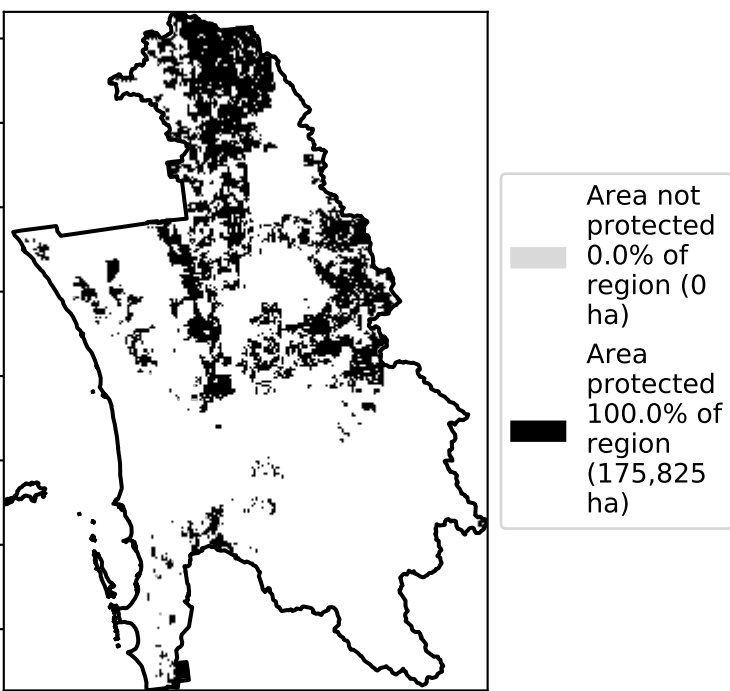 Area not
protected
0.0% of
region (0
ha)
Area
protected
100.0% of
region
(175,825
ha)